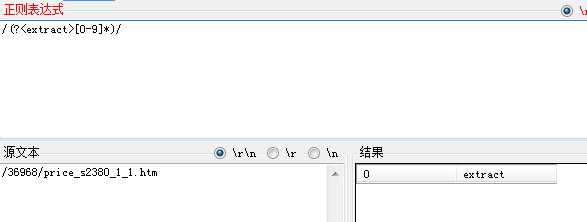 正则表达式
\r
/(?<extract>[0-9]*)/
源文本 \r\n \r \n
结果
/36968/price_s2380_1_1.htm
0 extract